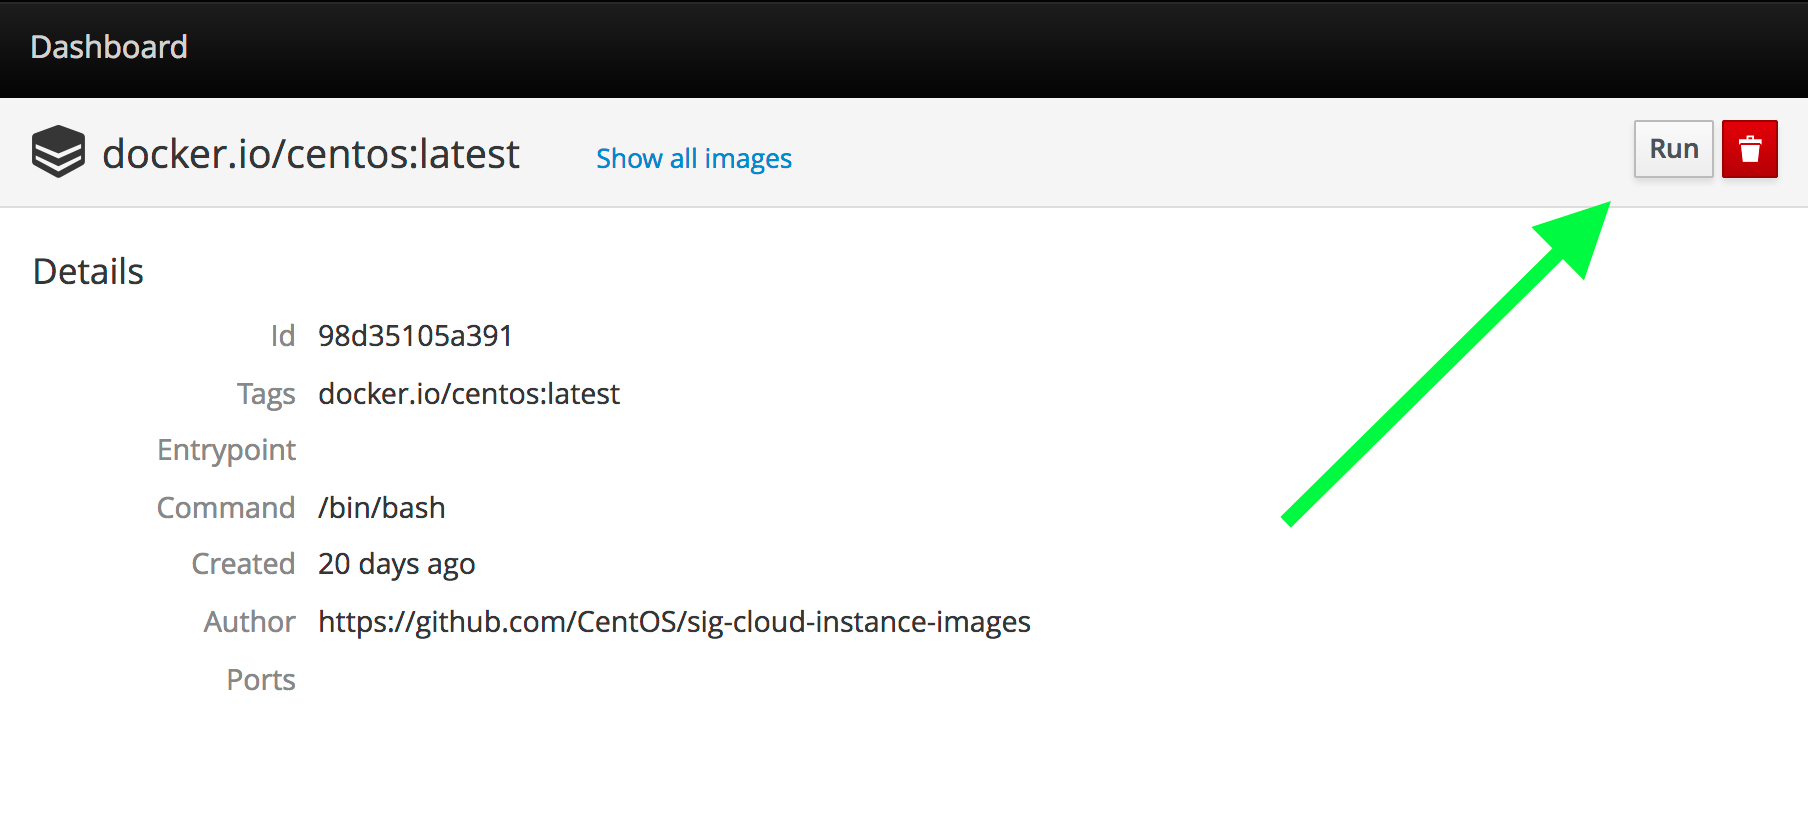 Dashboard
docker.io/centos:latest Show all images Run
Details
Id 98d35105a391
Tags docker.io/centos:latest
Entrypoint
Command /bin/bash
Created 20 days ago
Author https://github.com/CentOS/sig-cloud-instance-images
Ports